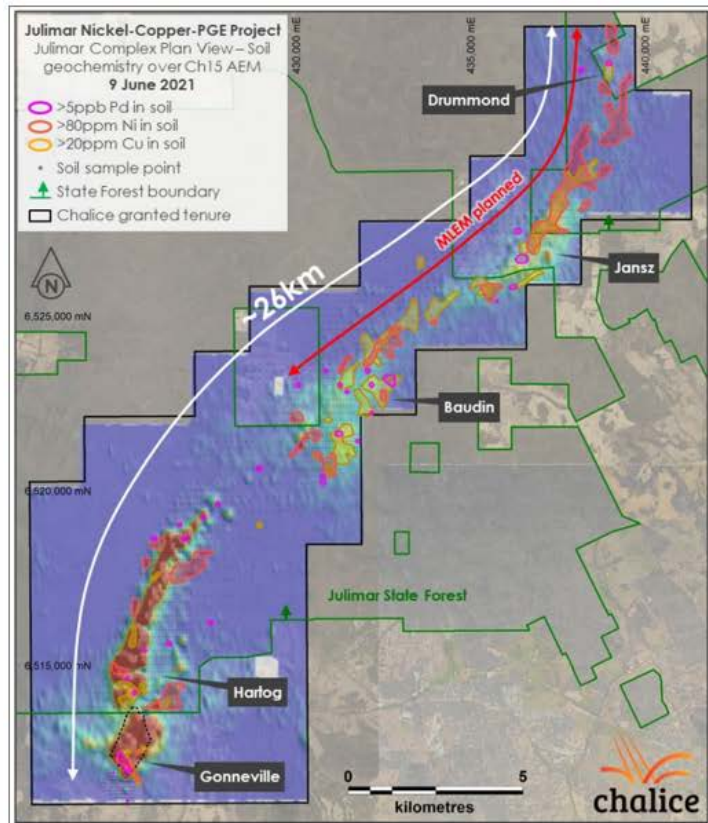 Julimar Nickel-Copper-PGE Project
Julimar Complex Plan View – Soil
geochemistry over Ch15 AEM
9 June 2021
>5ppb Pd in soil
>80ppm Ni in soil
>20ppm Cu in soil
Soil sample point
State Forest boundary
Chalice granted tenure
430,000 mE
435,000 mE
440,000 mE
Drummond
MLEM planned
~26km
N
Jansz
6,525,000 mN
Baudin
6,520,000 mN
Julimar State Forest
6,515,000 mN
Hartog
Gonneville
0 5
kilometres
chalice